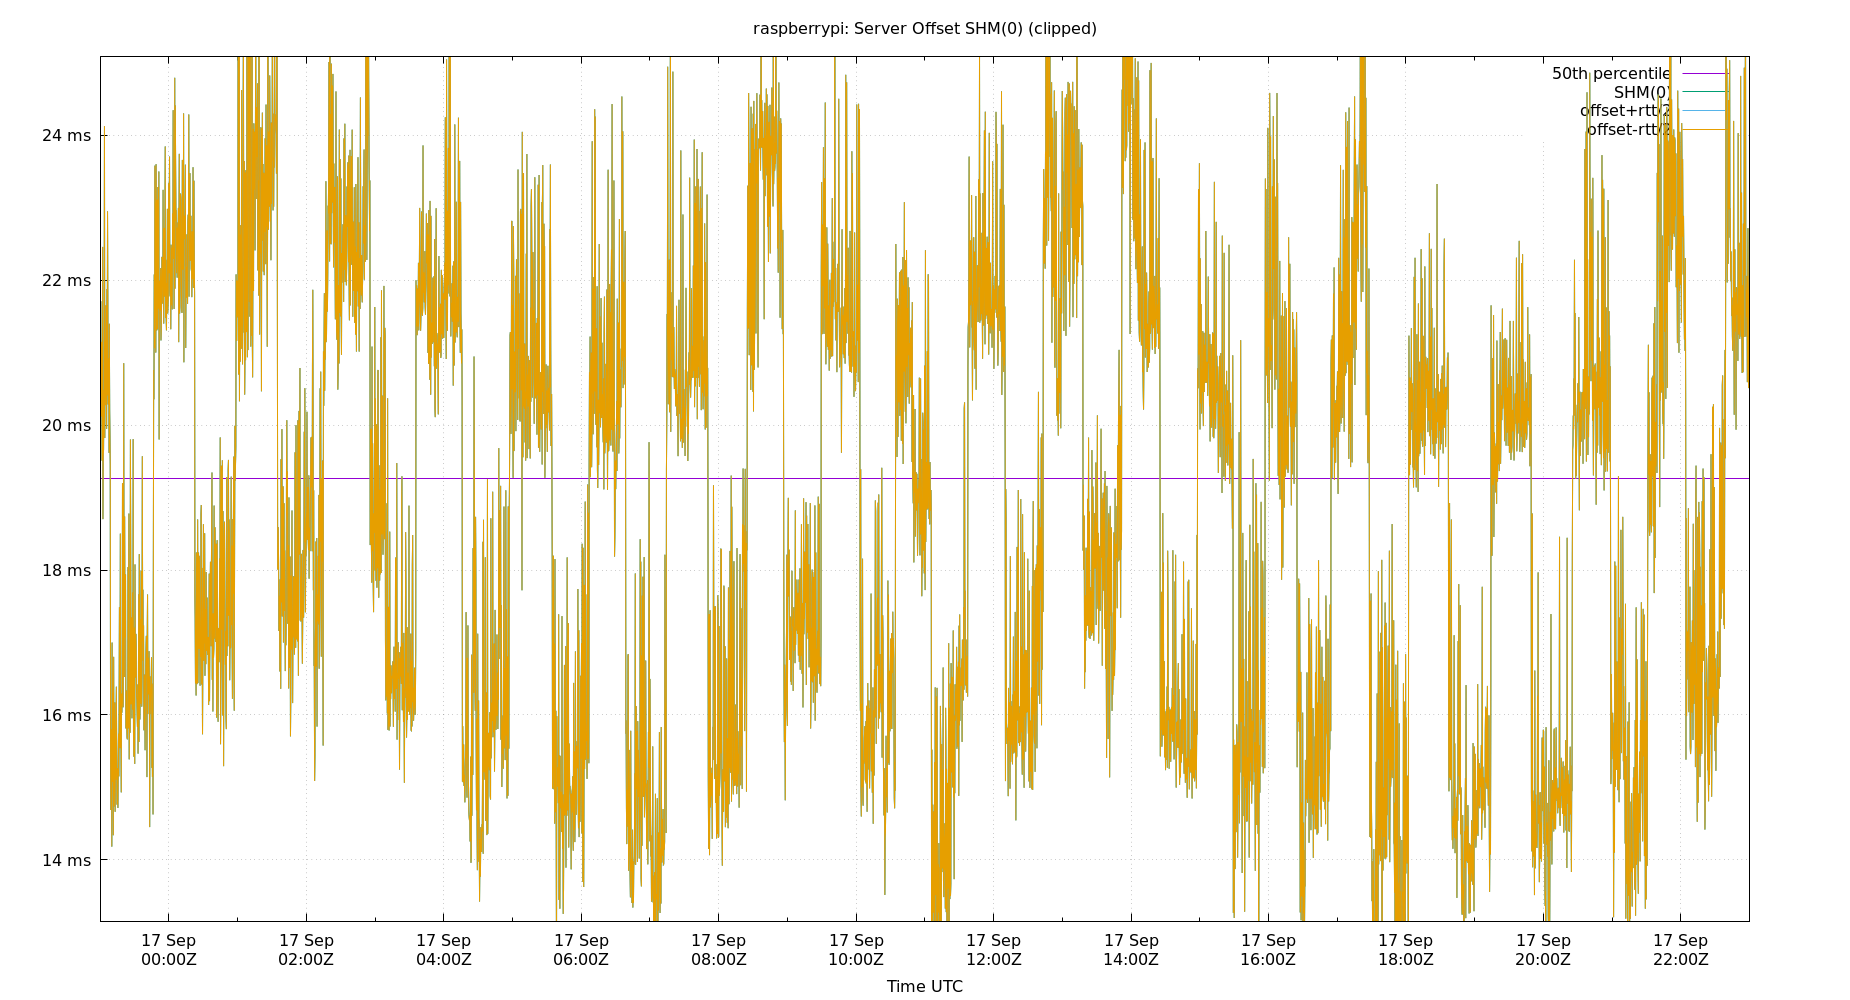 raspberrypi: Server Offset SHM(0) (clipped)
50th percentile
SHM(0)
offset+rtt/2
offset-rtt/2
24 ms
22 ms
20 ms
18 ms
16 ms
14 ms
17 Sep 17 Sep 17 Sep 17 Sep 17 Sep 17 Sep 17 Sep 17 Sep 17 Sep 17 Sep 17 Sep 17 Sep
00:00Z 02:00Z 04:00Z 06:00Z 08:00Z 10:00Z 12:00Z 14:00Z 16:00Z 18:00Z 20:00Z 22:00Z
Time UTC